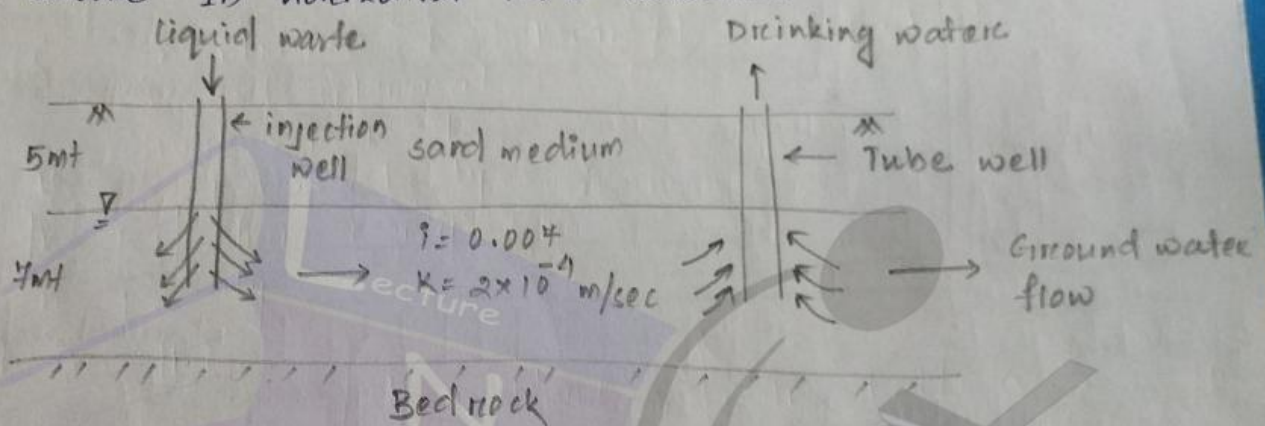 liquid waste
Drinking water
5mt
injection
well
sand medium
Tube well
7mt
i= 0.004
K= 2×10⁻⁴ m/sec
Ground water
flow
ecture
Bed rock